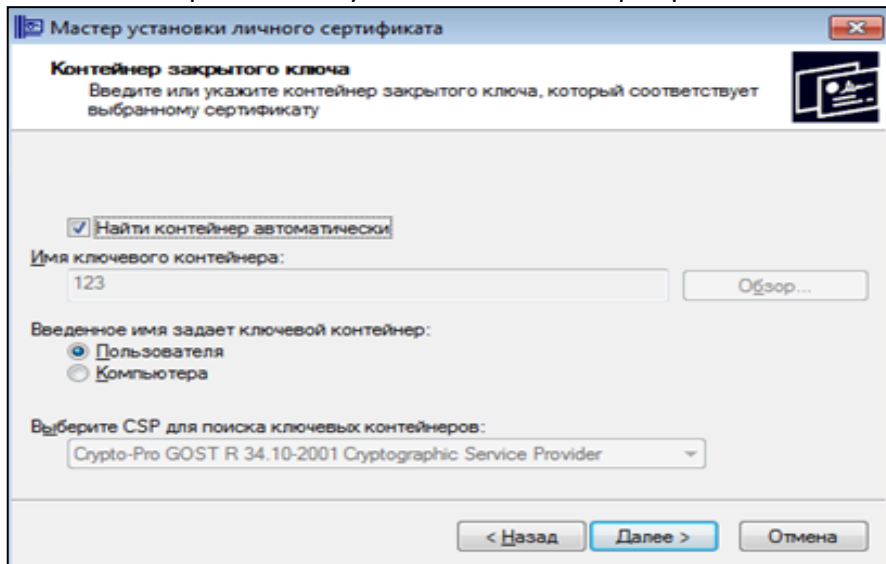 Мастер установки личного сертификата
Контейнер закрытого ключа
Введите или укажите контейнер закрытого ключа, который соответствует
выбранному сертификату
Найти контейнер автоматически
Имя ключевого контейнера:
123
Обзор...
Введенное имя задает ключевой контейнер:
Пользователя
Компьютера
Выберите CSP для поиска ключевых контейнеров:
Crypto-Pro GOST R 34.10-2001 Cryptographic Service Provider
< Назад Далее > Отмена